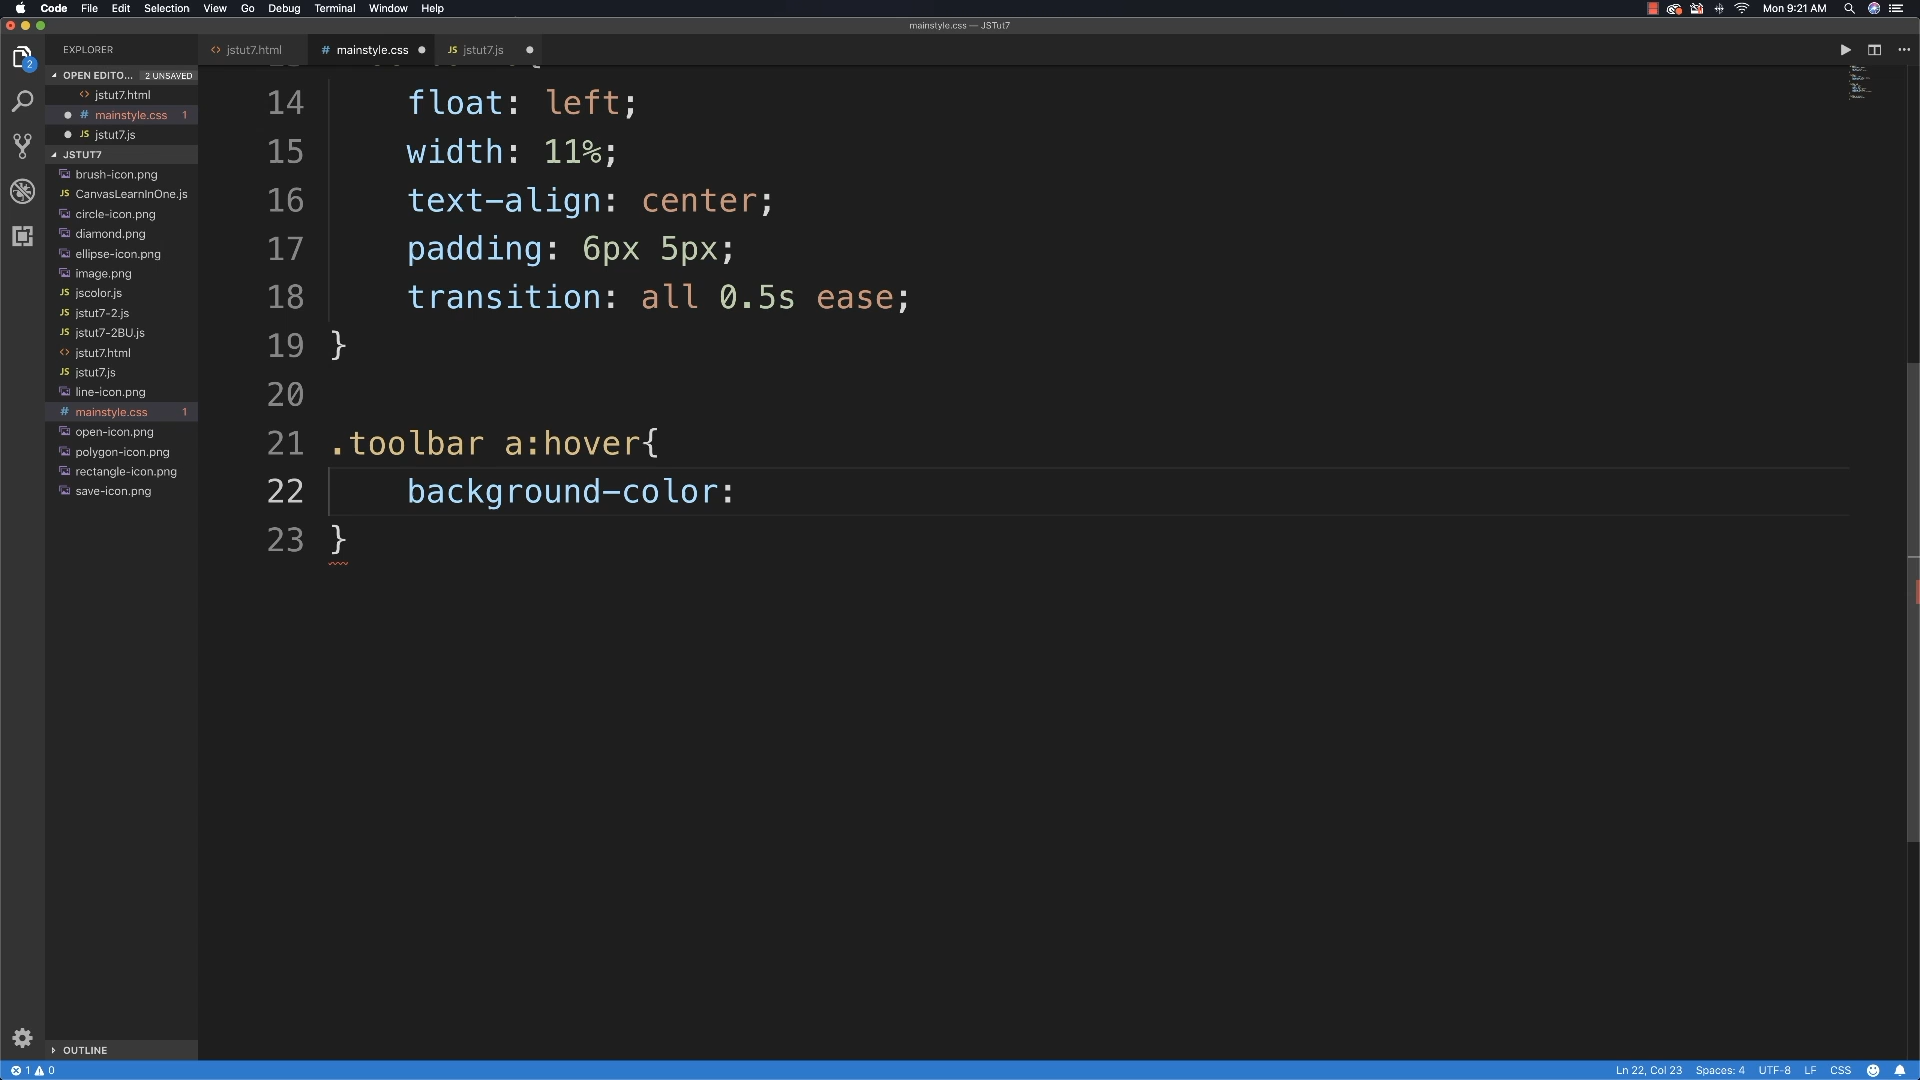 Code File Edit Selection View Go Debug Terminal Window Help Mon 9:21 AM
mainstyle.css — JSTut7
EXPLORER
jstut7.html
mainstyle.css
jstut7.js
2
OPEN EDITO... 2 UNSAVED
jstut7.html
mainstyle.css 1
jstut7.js
JSTUT7
brush-icon.png
CanvasLearnInOne.js
circle-icon.png
diamond.png
ellipse-icon.png
image.png
jscolor.js
jstut7-2.js
jstut7-2BU.js
jstut7.html
jstut7.js
line-icon.png
mainstyle.css 1
open-icon.png
polygon-icon.png
rectangle-icon.png
save-icon.png
OUTLINE
14 float: left;
15 width: 11%;
16 text-align: center;
17 padding: 6px 5px;
18 transition: all 0.5s ease;
19 }
20
21 .toolbar a:hover{
22 background-color:
23 }
1 0 Ln 22, Col 23 Spaces: 4 UTF-8 LF CSS